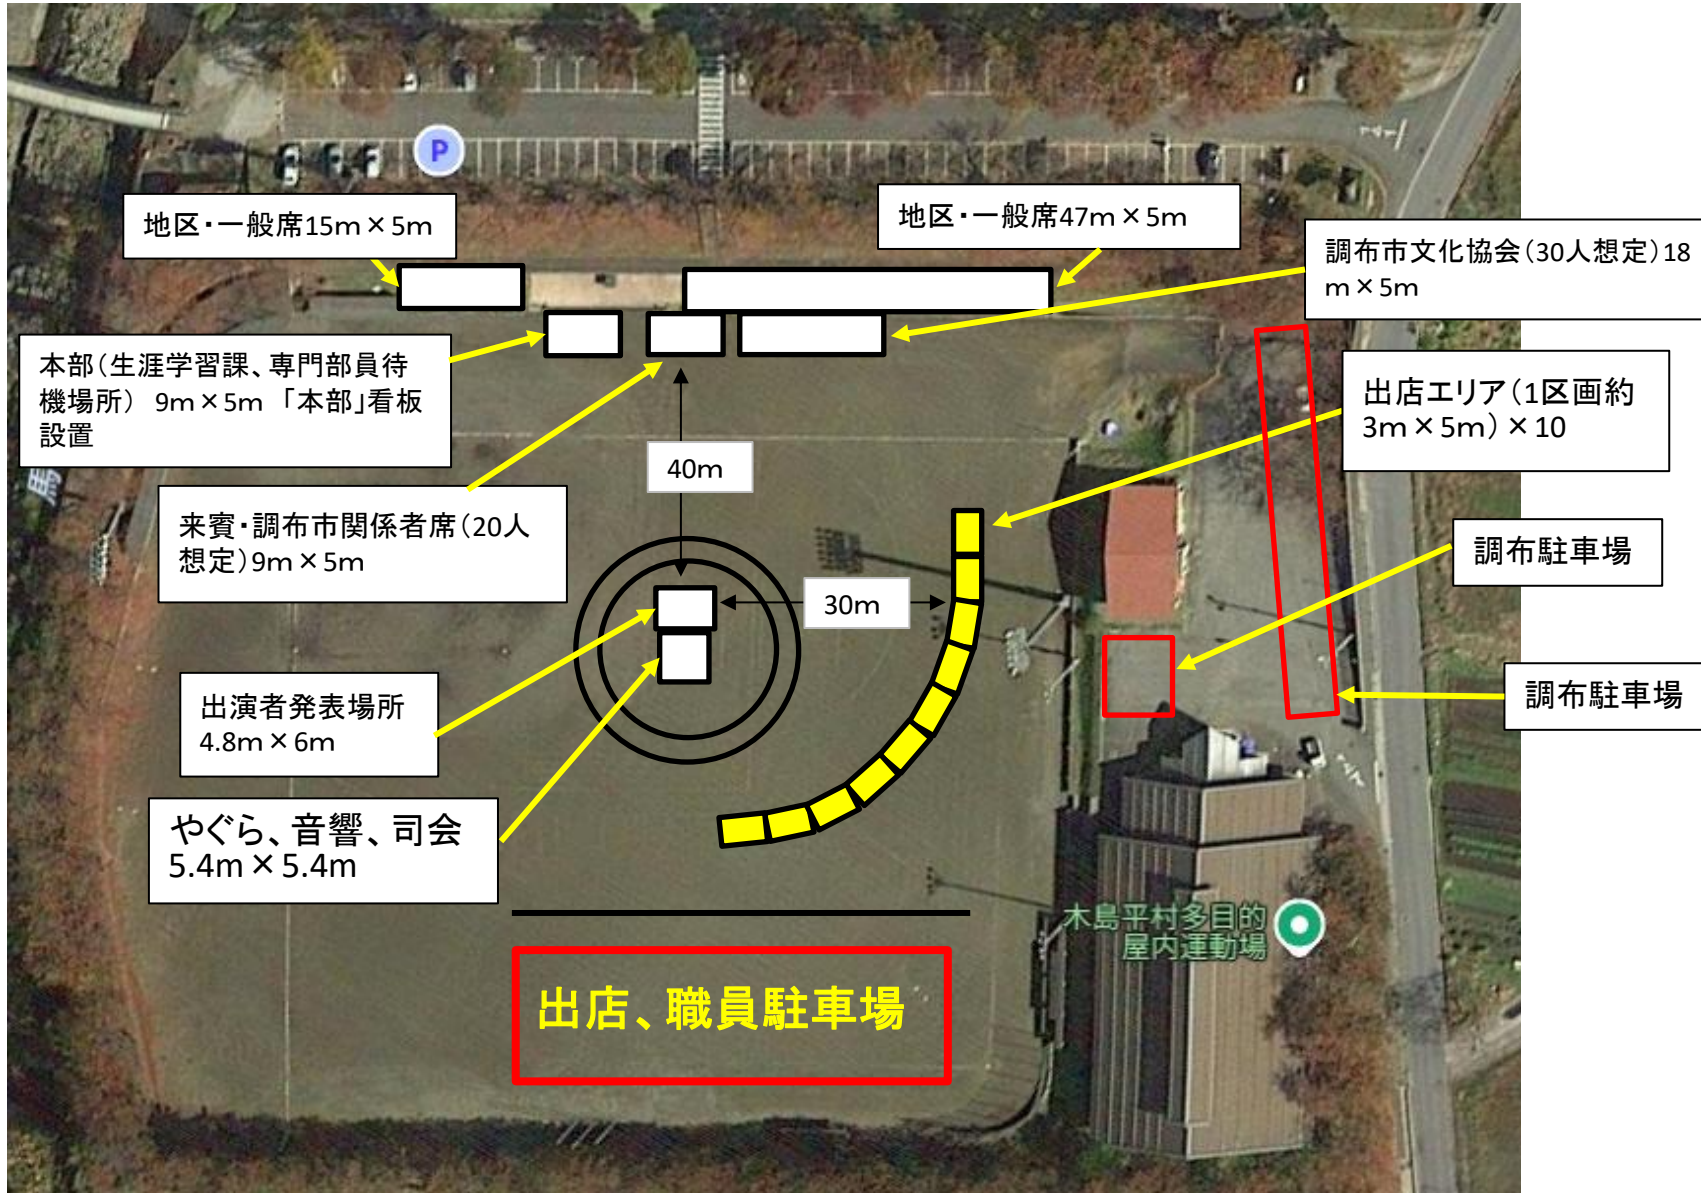 P
地区・一般席15m×5m
地区・一般席47m×5m
調布市文化協会（30人想定）18
m×5m
本部（生涯学習課、専門部員待
機場所） 9m×5m 「本部」看板
設置
出店エリア（1区画約
3m×5m）×10
40m
来賓・調布市関係者席（20人
想定）9m×5m
調布駐車場
30m
調布駐車場
出演者発表場所
4.8m×6m
やぐら、音響、司会
5.4m×5.4m
木島平村多目的
屋内運動場
出店、職員駐車場